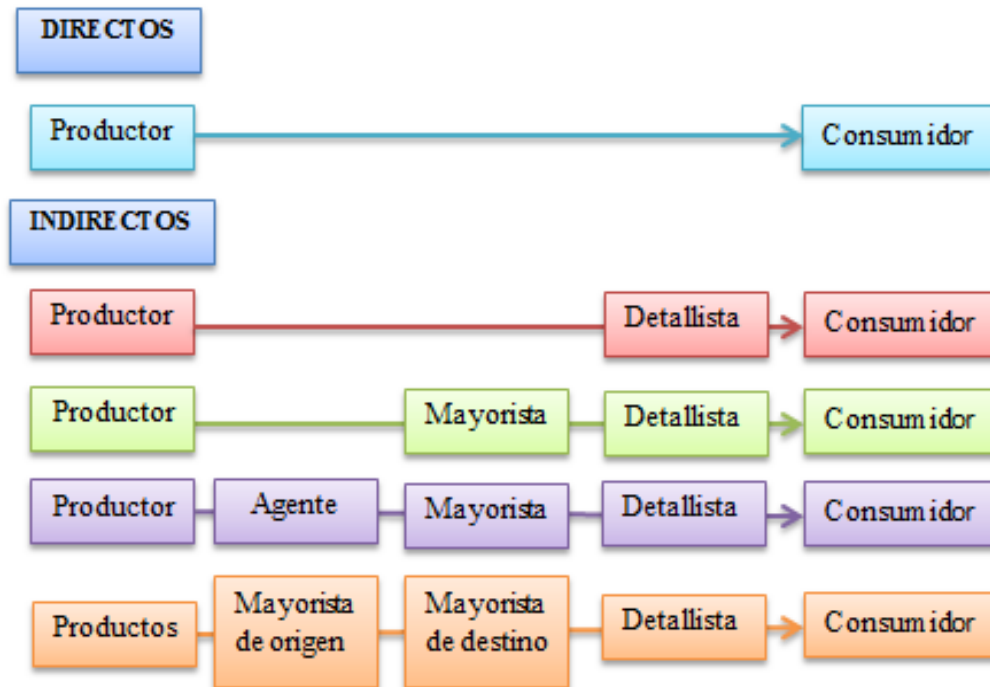 DIRECTOS
Productor
Consumidor
INDIRECTOS
Productor
Detallista
Consumidor
Productor
Mayorista
Detallista
Consumidor
Productor
Agente
Mayorista
Detallista
Consumidor
Productos
Mayorista
de origen
Mayorista
de destino
Detallista
Consumidor